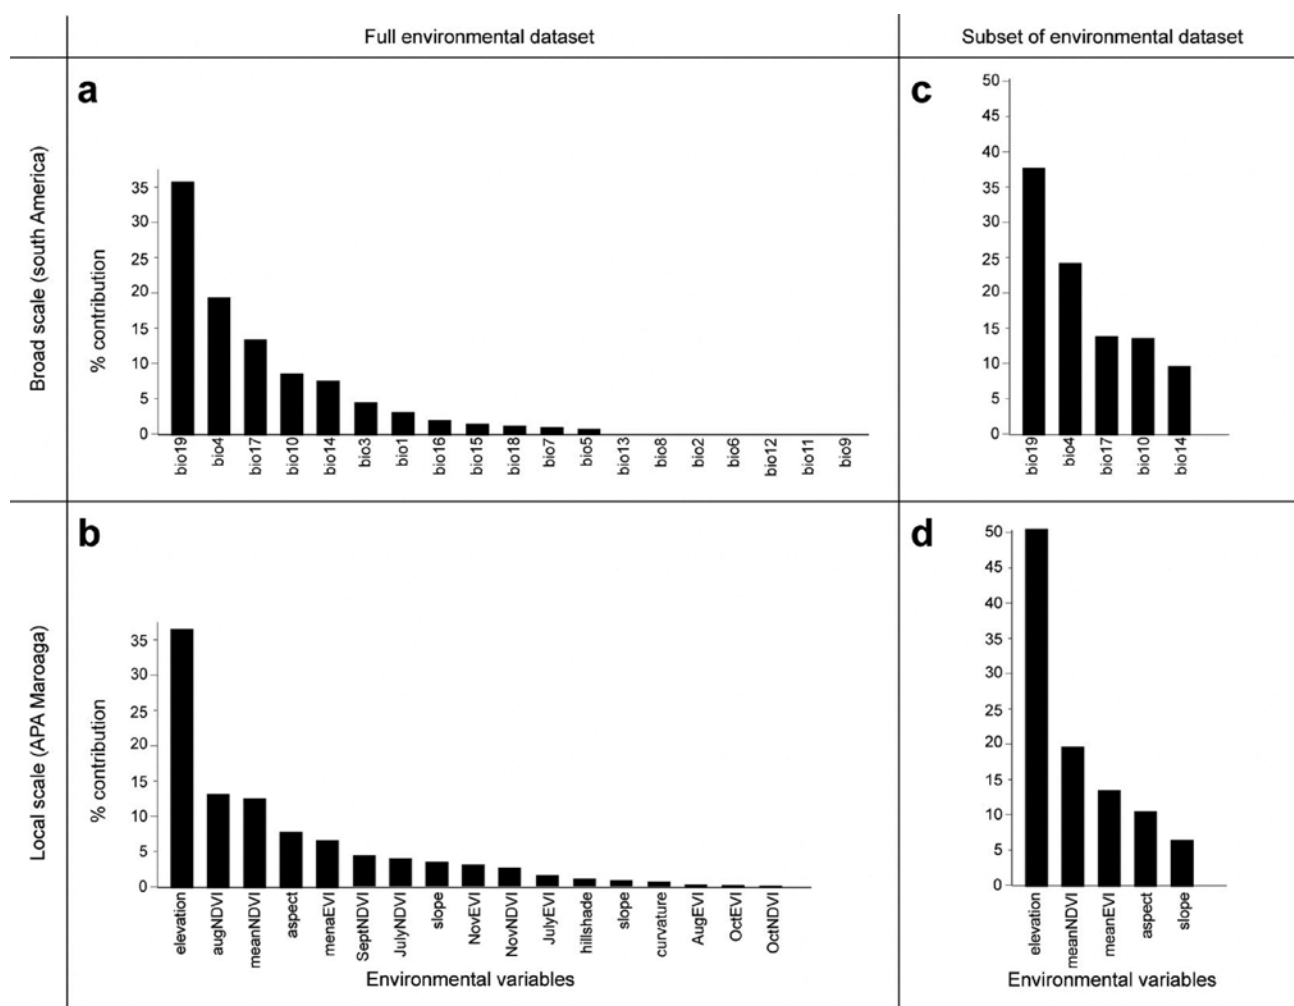 Full environmental dataset
Subset of environmental dataset
Broad scale (south America)
a
% contribution
35
30
25
20
15
10
5
0
bio19
bio4
bio17
bio10
bio14
bio3
bio1
bio16
bio15
bio18
bio7
bio5
bio13
bio8
bio2
bio6
bio12
bio11
bio9
c
50
45
40
35
30
25
20
15
10
5
0
bio19
bio4
bio17
bio10
bio14
Local scale (APA Maroaga)
b
% contribution
35
30
25
20
15
10
5
0
elevation
augNDVI
meanNDVI
aspect
menaEVI
SeptNDVI
JulyNDVI
slope
NovEVI
NovNDVI
JulyEVI
hillshade
slope
curvature
AugEVI
OctEVI
OctNDVI
Environmental variables
d
50
45
40
35
30
25
20
15
10
5
0
elevation
meanNDVI
meanEVI
aspect
slope
Environmental variables